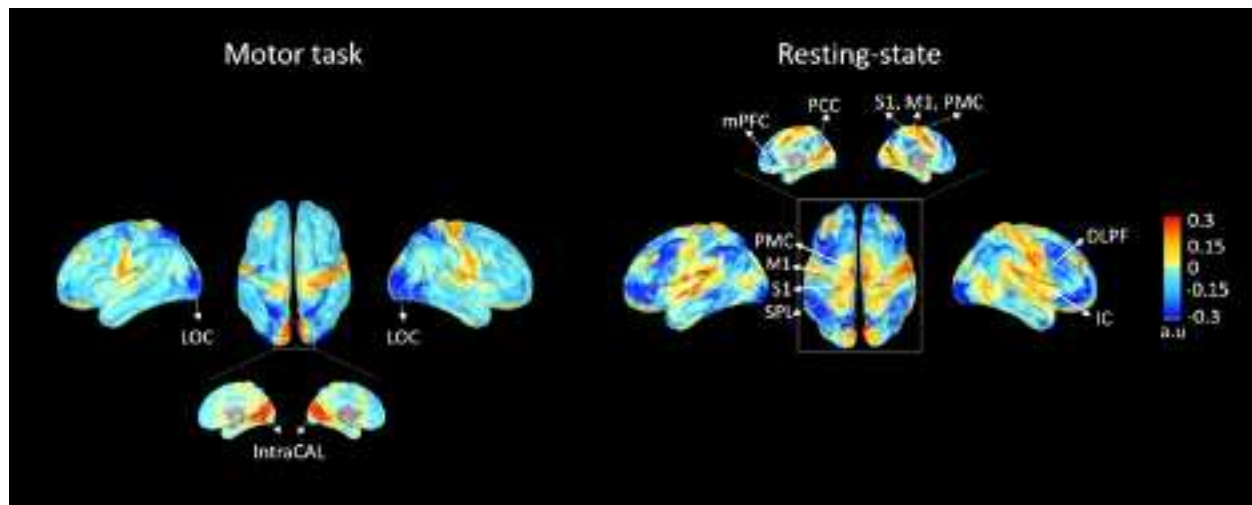 Motor task
Resting-state
mPFC
PCC
S1, M1, PMC
LOC
LOC
IntraCAL
PMC
M1
S1
SPL
DLPF
IC
0.3
0.15
0
-0.15
-0.3
a.u